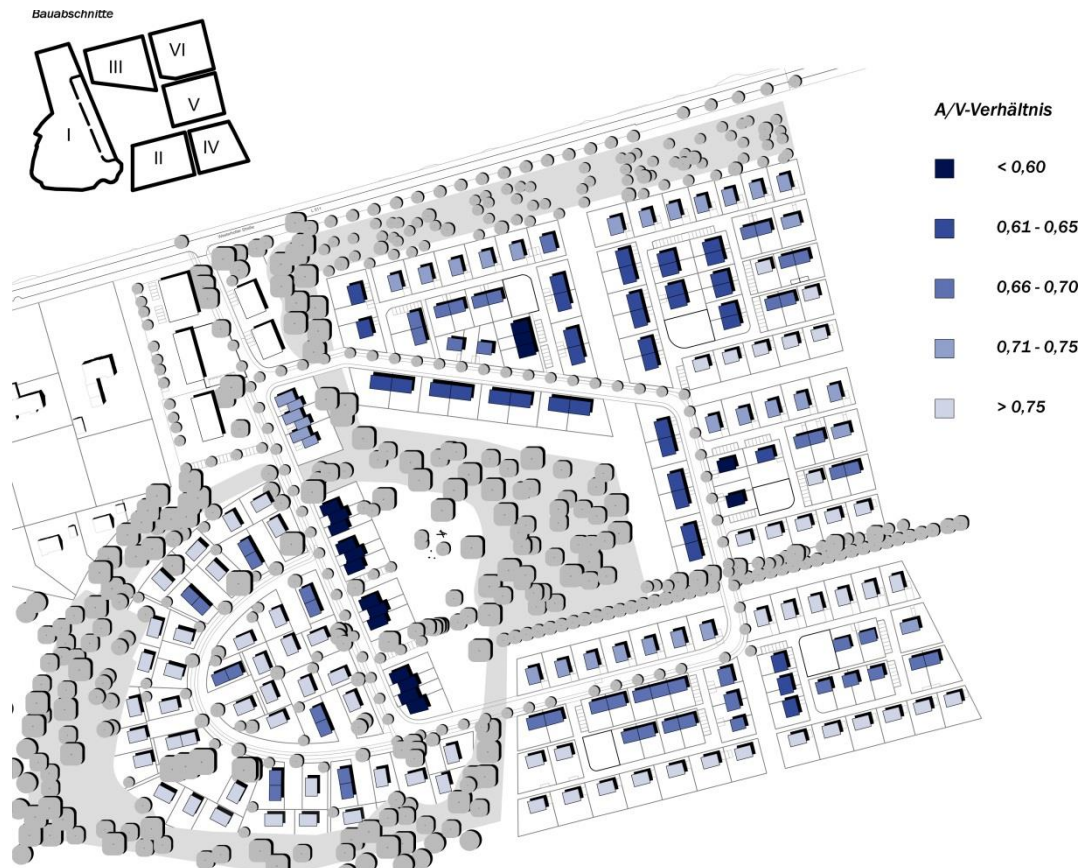 Bauabschnitte
I
III
VI
V
II
IV
A/V-Verhältnis
< 0,60
0,61 - 0,65
0,66 - 0,70
0,71 - 0,75
> 0,75